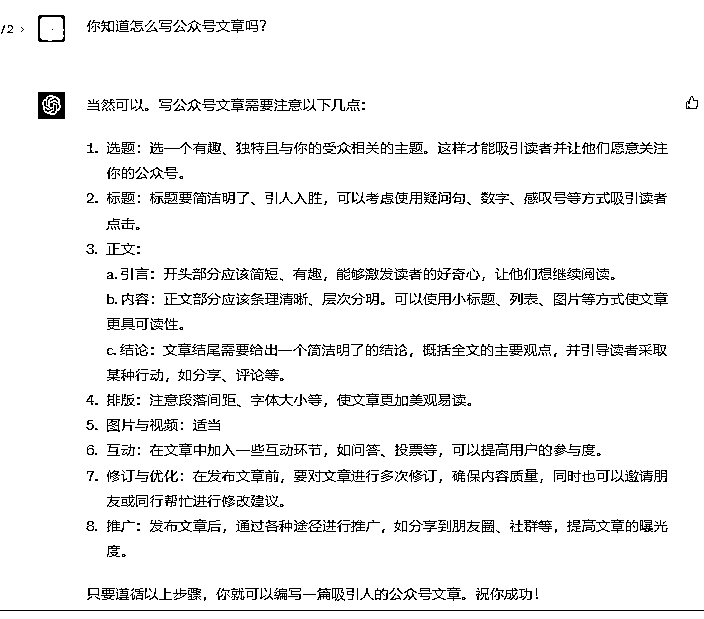 /2 >
你知道怎么写公众号文章吗？
当然可以。写公众号文章需要注意以下几点：
1. 选题：选一个有趣、独特且与你的受众相关的主题。这样才能吸引读者并让他们愿意关注
你的公众号。
2. 标题：标题要简洁明了、引人入胜，可以考虑使用疑问句、数字、感叹号等方式吸引读者
点击。
3. 正文：
a. 引言：开头部分应该简短、有趣，能够激发读者的好奇心，让他们想继续阅读。
b. 内容：正文部分应该条理清晰、层次分明。可以使用小标题、列表、图片等方式使文章
更具可读性。
c. 结论：文章结尾需要给出一个简洁明了的结论，概括全文的主要观点，并引导读者采取
某种行动，如分享、评论等。
4. 排版：注意段落间距、字体大小等，使文章更加美观易读。
5. 图片与视频：适当
6. 互动：在文章中加入一些互动环节，如问答、投票等，可以提高用户的参与度。
7. 修订与优化：在发布文章前，要对文章进行多次修订，确保内容质量，同时也可以邀请朋
友或同行帮忙进行修改建议。
8. 推广：发布文章后，通过各种途径进行推广，如分享到朋友圈、社群等，提高文章的曝光
度。
只要遵循以上步骤，你就可以编写一篇吸引人的公众号文章。祝你成功！